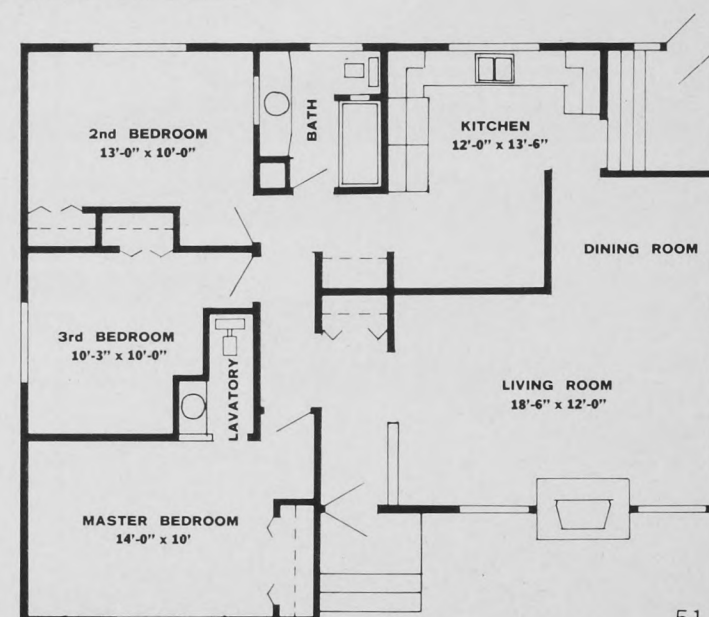 2nd BEDROOM
13'-0" x 10'-0"
BATH
KITCHEN
12'-0" x 13'-6"
DINING ROOM
3rd BEDROOM
10'-3" x 10'-0"
LAVATORY
LIVING ROOM
18'-6" x 12'-0"
MASTER BEDROOM
14'-0" x 10'